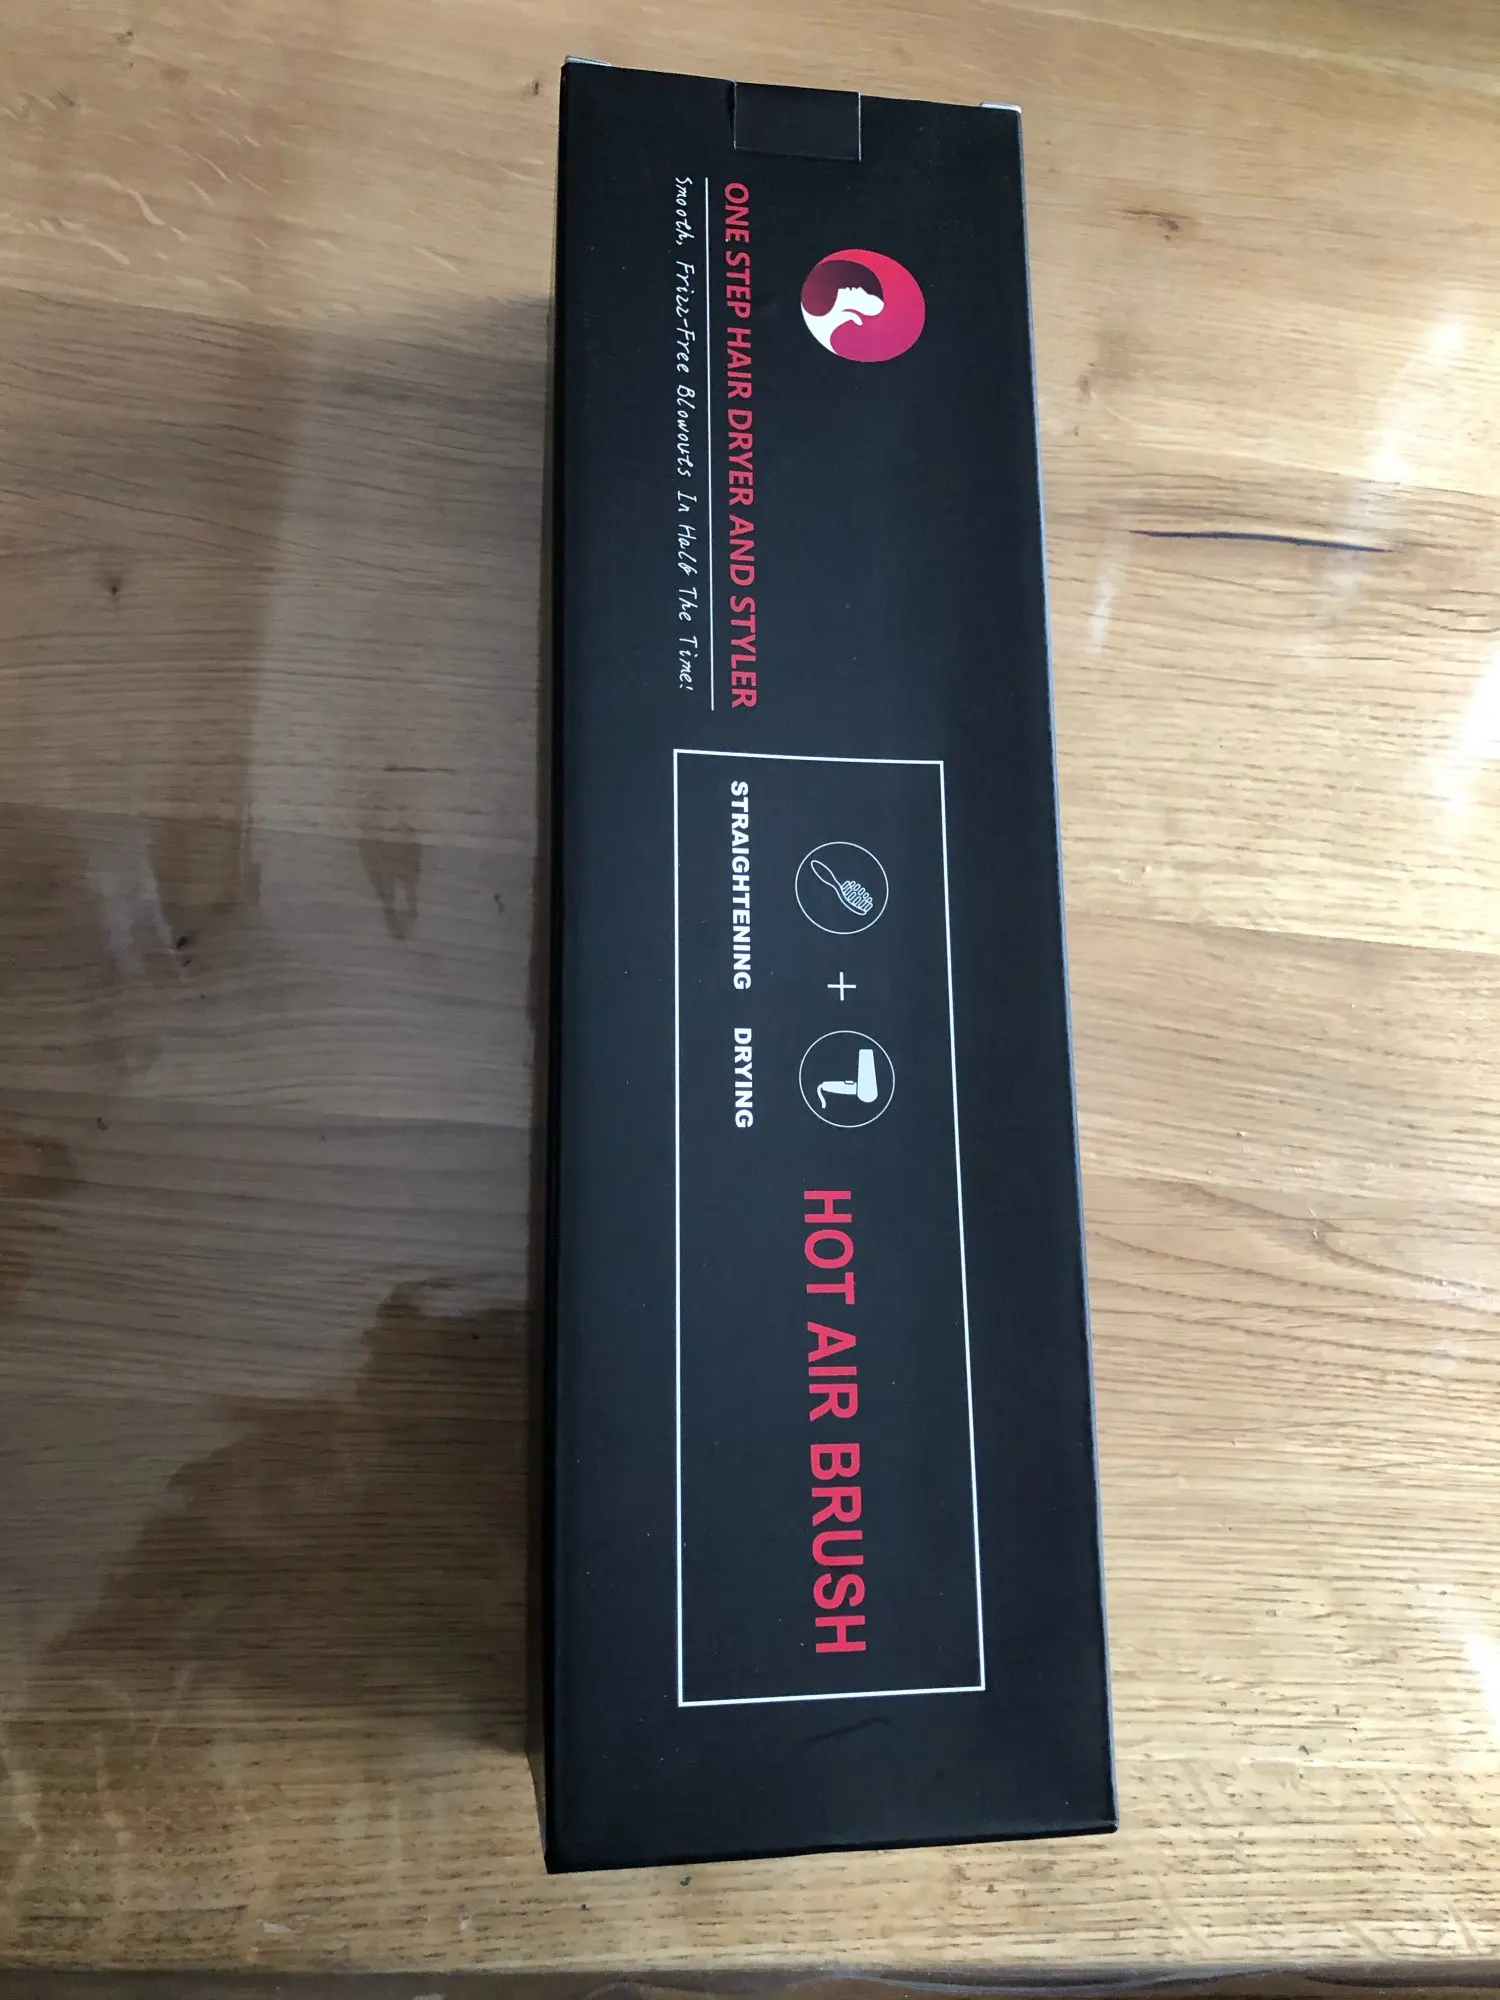 ONE STEP HAIR DRYER AND STYLER
Smooth, Frizz-Free Blowouts In Half The Time!
+
STRAIGHTENING DRYING
HOT AIR BRUSH